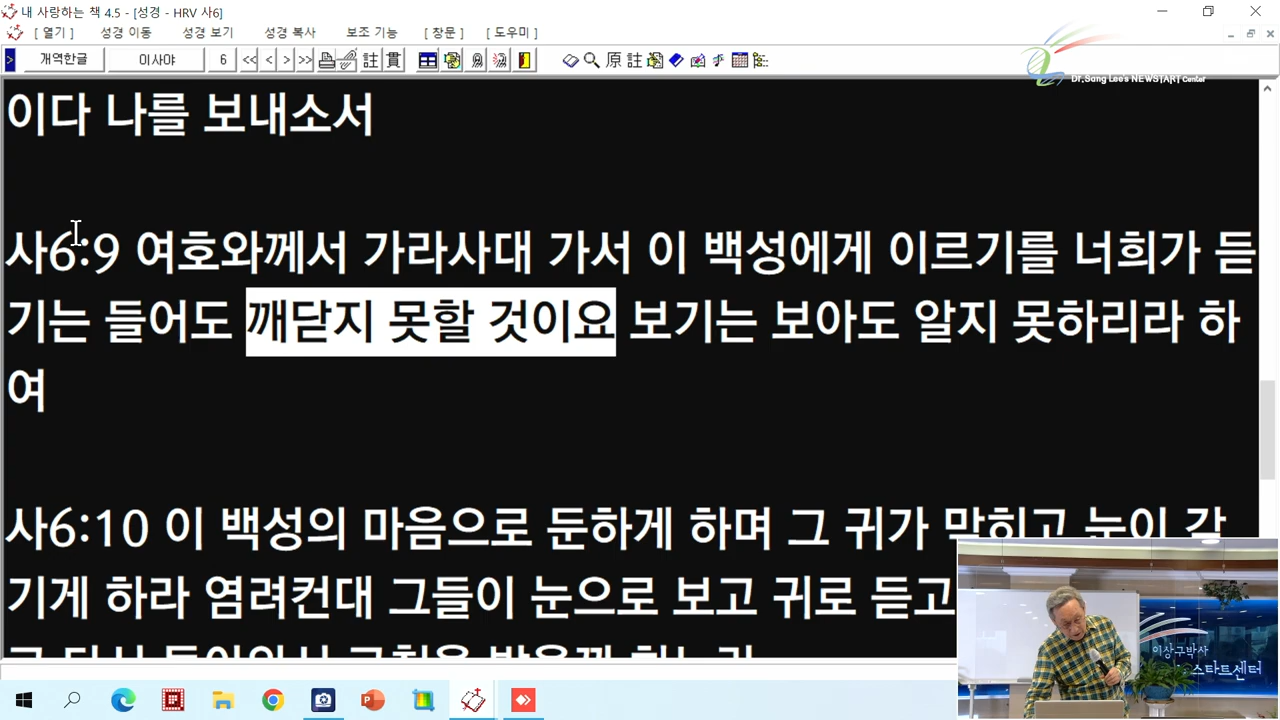 내 사랑하는 책 4.5 - [성경 - HRV 사6]
[ 열기 ] 성경 이동 성경 보기 성경 복사 보조 기능 [ 창문 ] [ 도우미 ]
개역한글 이사야 6 << < > >> 註 貫 原 註
Dr.Sang Lee's NEWSTART Center
이다 나를 보내소서
사6:9 여호와께서 가라사대 가서 이 백성에게 이르기를 너희가 듣
기는 들어도 깨닫지 못할 것이요 보기는 보아도 알지 못하리라 하
여
사6:10 이 백성의 마음으로 둔하게 하며 그 귀가 막히고 눈이 감
기게 하라 염려컨대 그들이 눈으로 보고 귀로 듣고
이상구박사
스타트센터